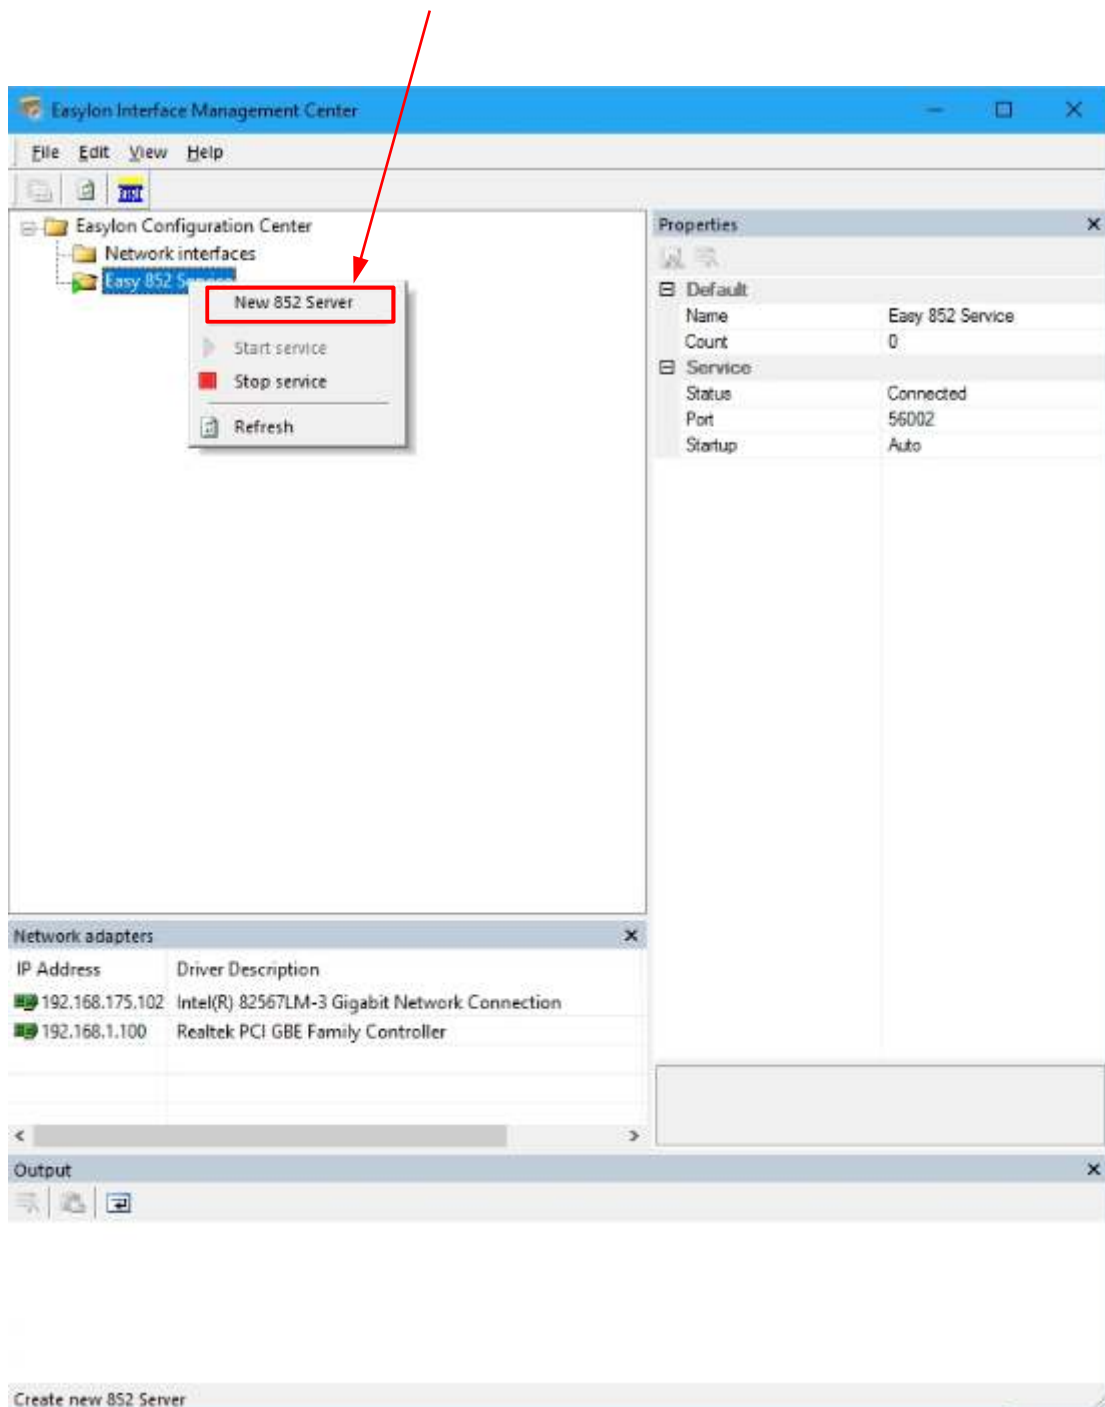 Easylon Interface Management Center
File Edit View Help
Easylon Configuration Center
Network interfaces
Easy 852 Service
New 852 Server
Start service
Stop service
Refresh
Properties
Default
Name Easy 852 Service
Count 0
Service
Status Connected
Port 56002
Startup Auto
Network adapters
IP Address Driver Description
192.168.175.102 Intel(R) 82567LM-3 Gigabit Network Connection
192.168.1.100 Realtek PCI GBE Family Controller
Output
Create new 852 Server